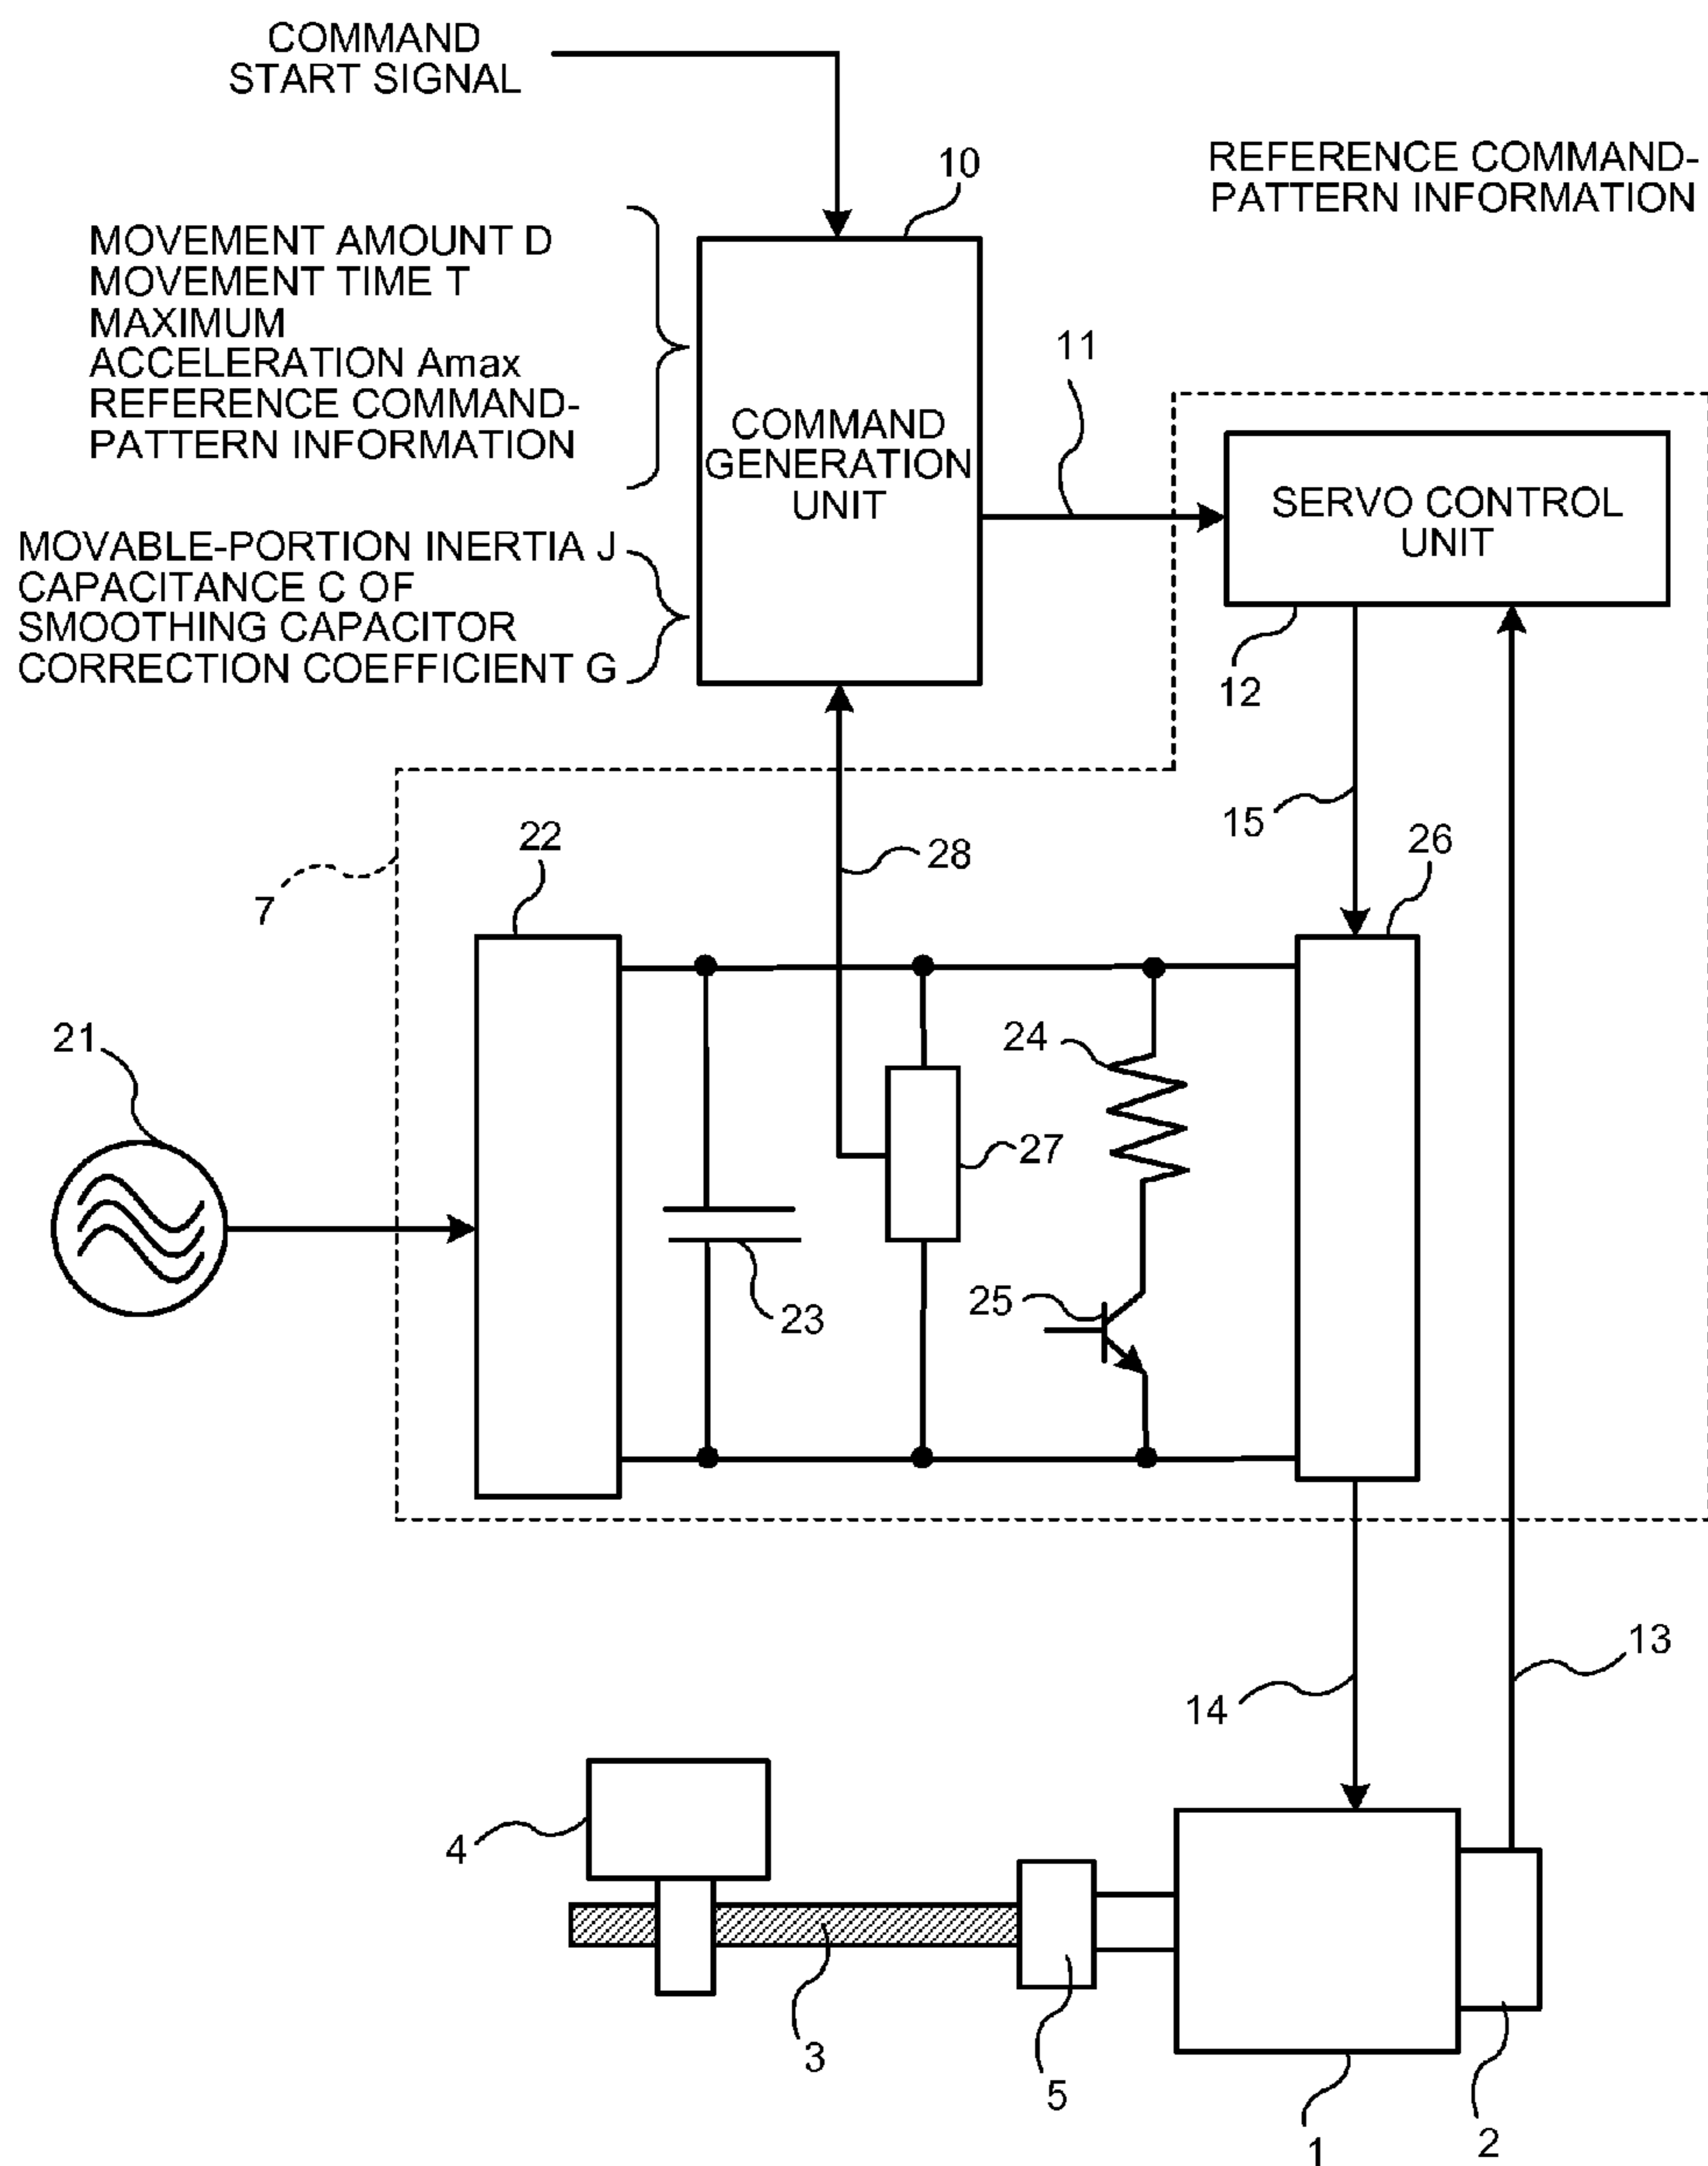 COMMAND
START SIGNAL
10
REFERENCE COMMAND-
PATTERN INFORMATION
MOVEMENT AMOUNT D
MOVEMENT TIME T
MAXIMUM
ACCELERATION Amax
REFERENCE COMMAND-
PATTERN INFORMATION
COMMAND
GENERATION
UNIT
11
SERVO CONTROL
UNIT
MOVABLE-PORTION INERTIA J
CAPACITANCE C OF
SMOOTHING CAPACITOR
CORRECTION COEFFICIENT G
12
15
22
28
26
7
21
24
27
25
23
13
14
4
3
5
1
2